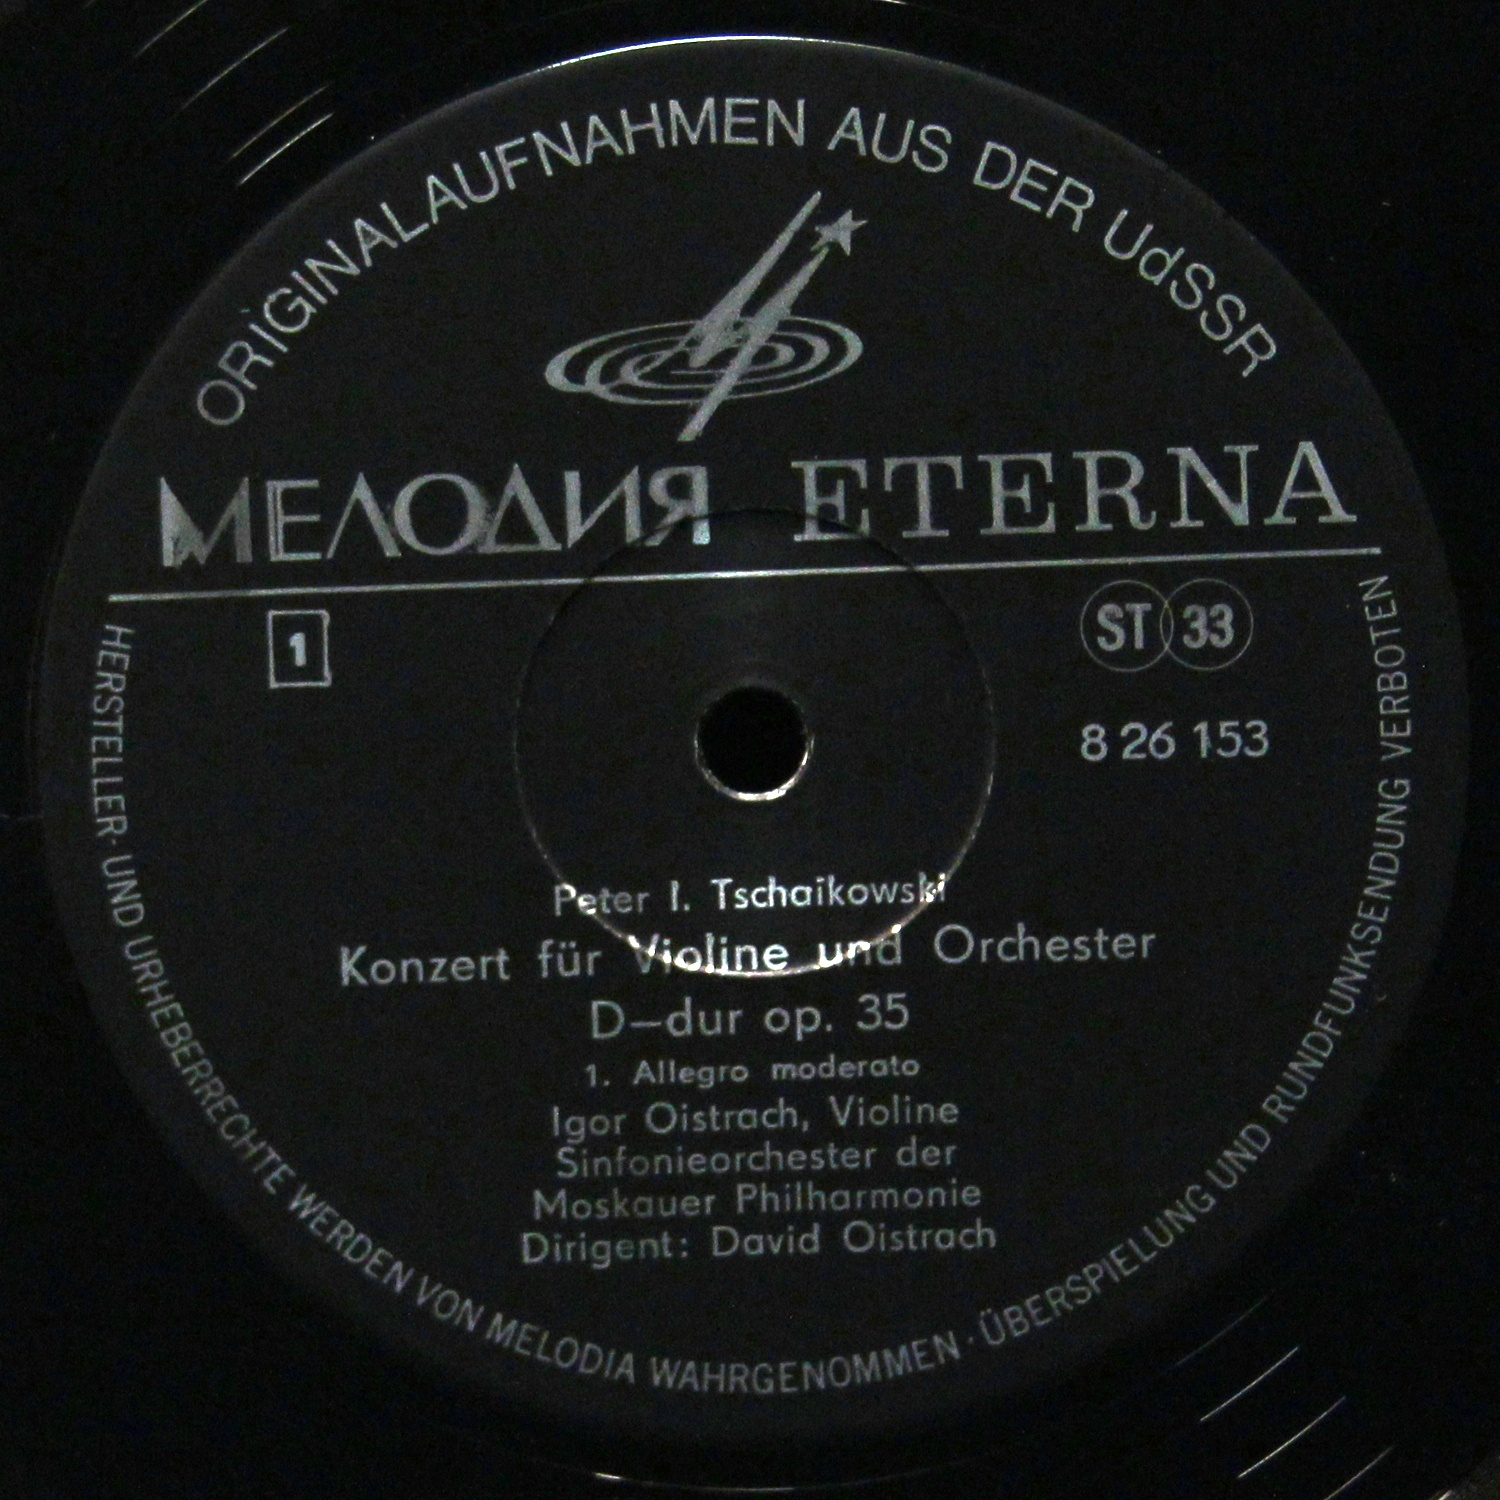 ORIGINALAUFNAHMEN AUS DER UdSSR
МЕЛОДИЯ ETERNA
1
ST 33
8 26 153
Peter I. Tschaikowski
Konzert für Violine und Orchester
D–dur op. 35
1. Allegro moderato
Igor Oistrach, Violine
Sinfonieorchester der
Moskauer Philharmonie
Dirigent: David Oistrach
HERSTELLER- UND URHEBERRECHTE WERDEN VON MELODIA WAHRGENOMMEN · ÜBERSPIELUNG UND RUNDFUNKSENDUNG VERBOTEN